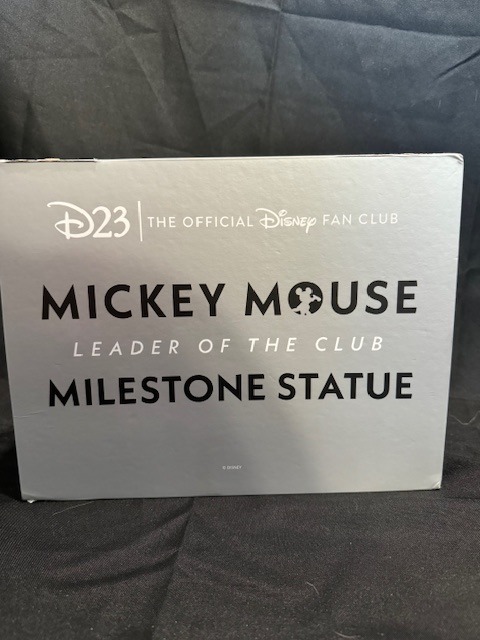 D23 | THE OFFICIAL Disney FAN CLUB
MICKEY MOUSE
LEADER OF THE CLUB
MILESTONE STATUE
© DISNEY